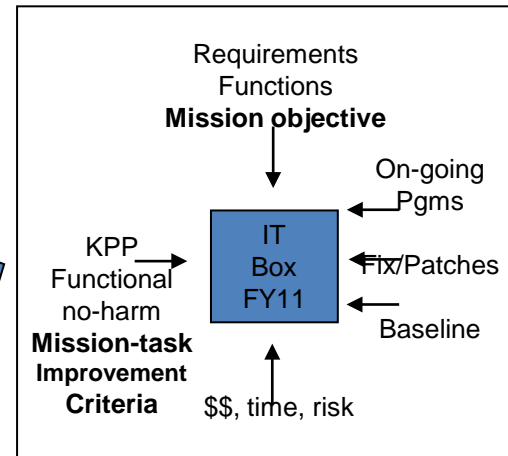 Requirements
Functions
Mission objective
On-going
Pgms
IT
Box
FY11
KPP
Functional
no-harm
Mission-task
Improvement
Criteria
Fix/Patches
Baseline
$$, time, risk